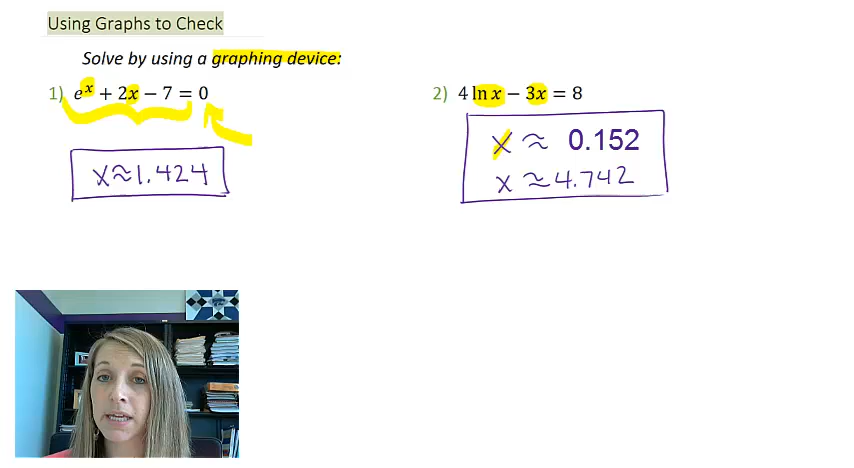 Using Graphs to Check
Solve by using a graphing device:
1) eˣ + 2x − 7 = 0
x≈1.424
2) 4 ln x − 3x = 8
x ≈ 0.152
x ≈4.742